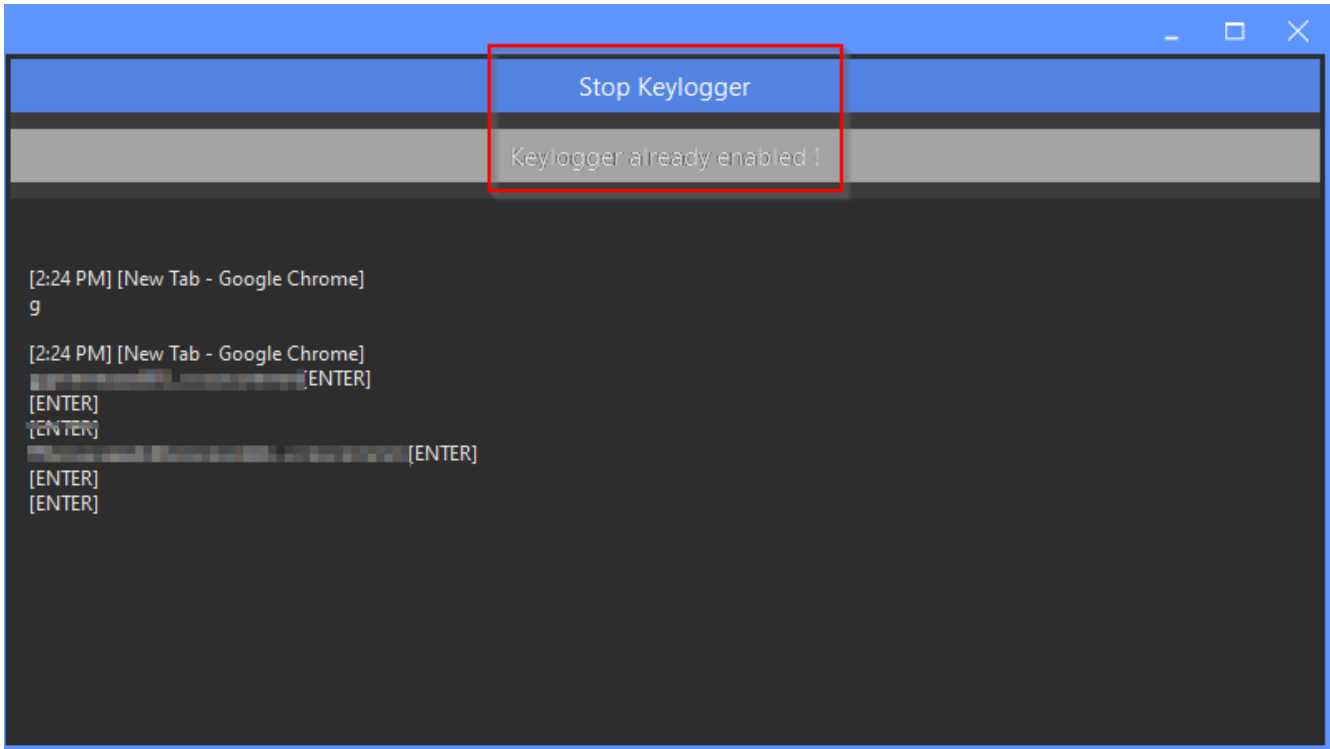 Stop Keylogger
Keylogger already enabled !
[2:24 PM] [New Tab - Google Chrome]
g
[2:24 PM] [New Tab - Google Chrome]
[ENTER]
[ENTER]
[ENTER]
[ENTER]
[ENTER]
[ENTER]